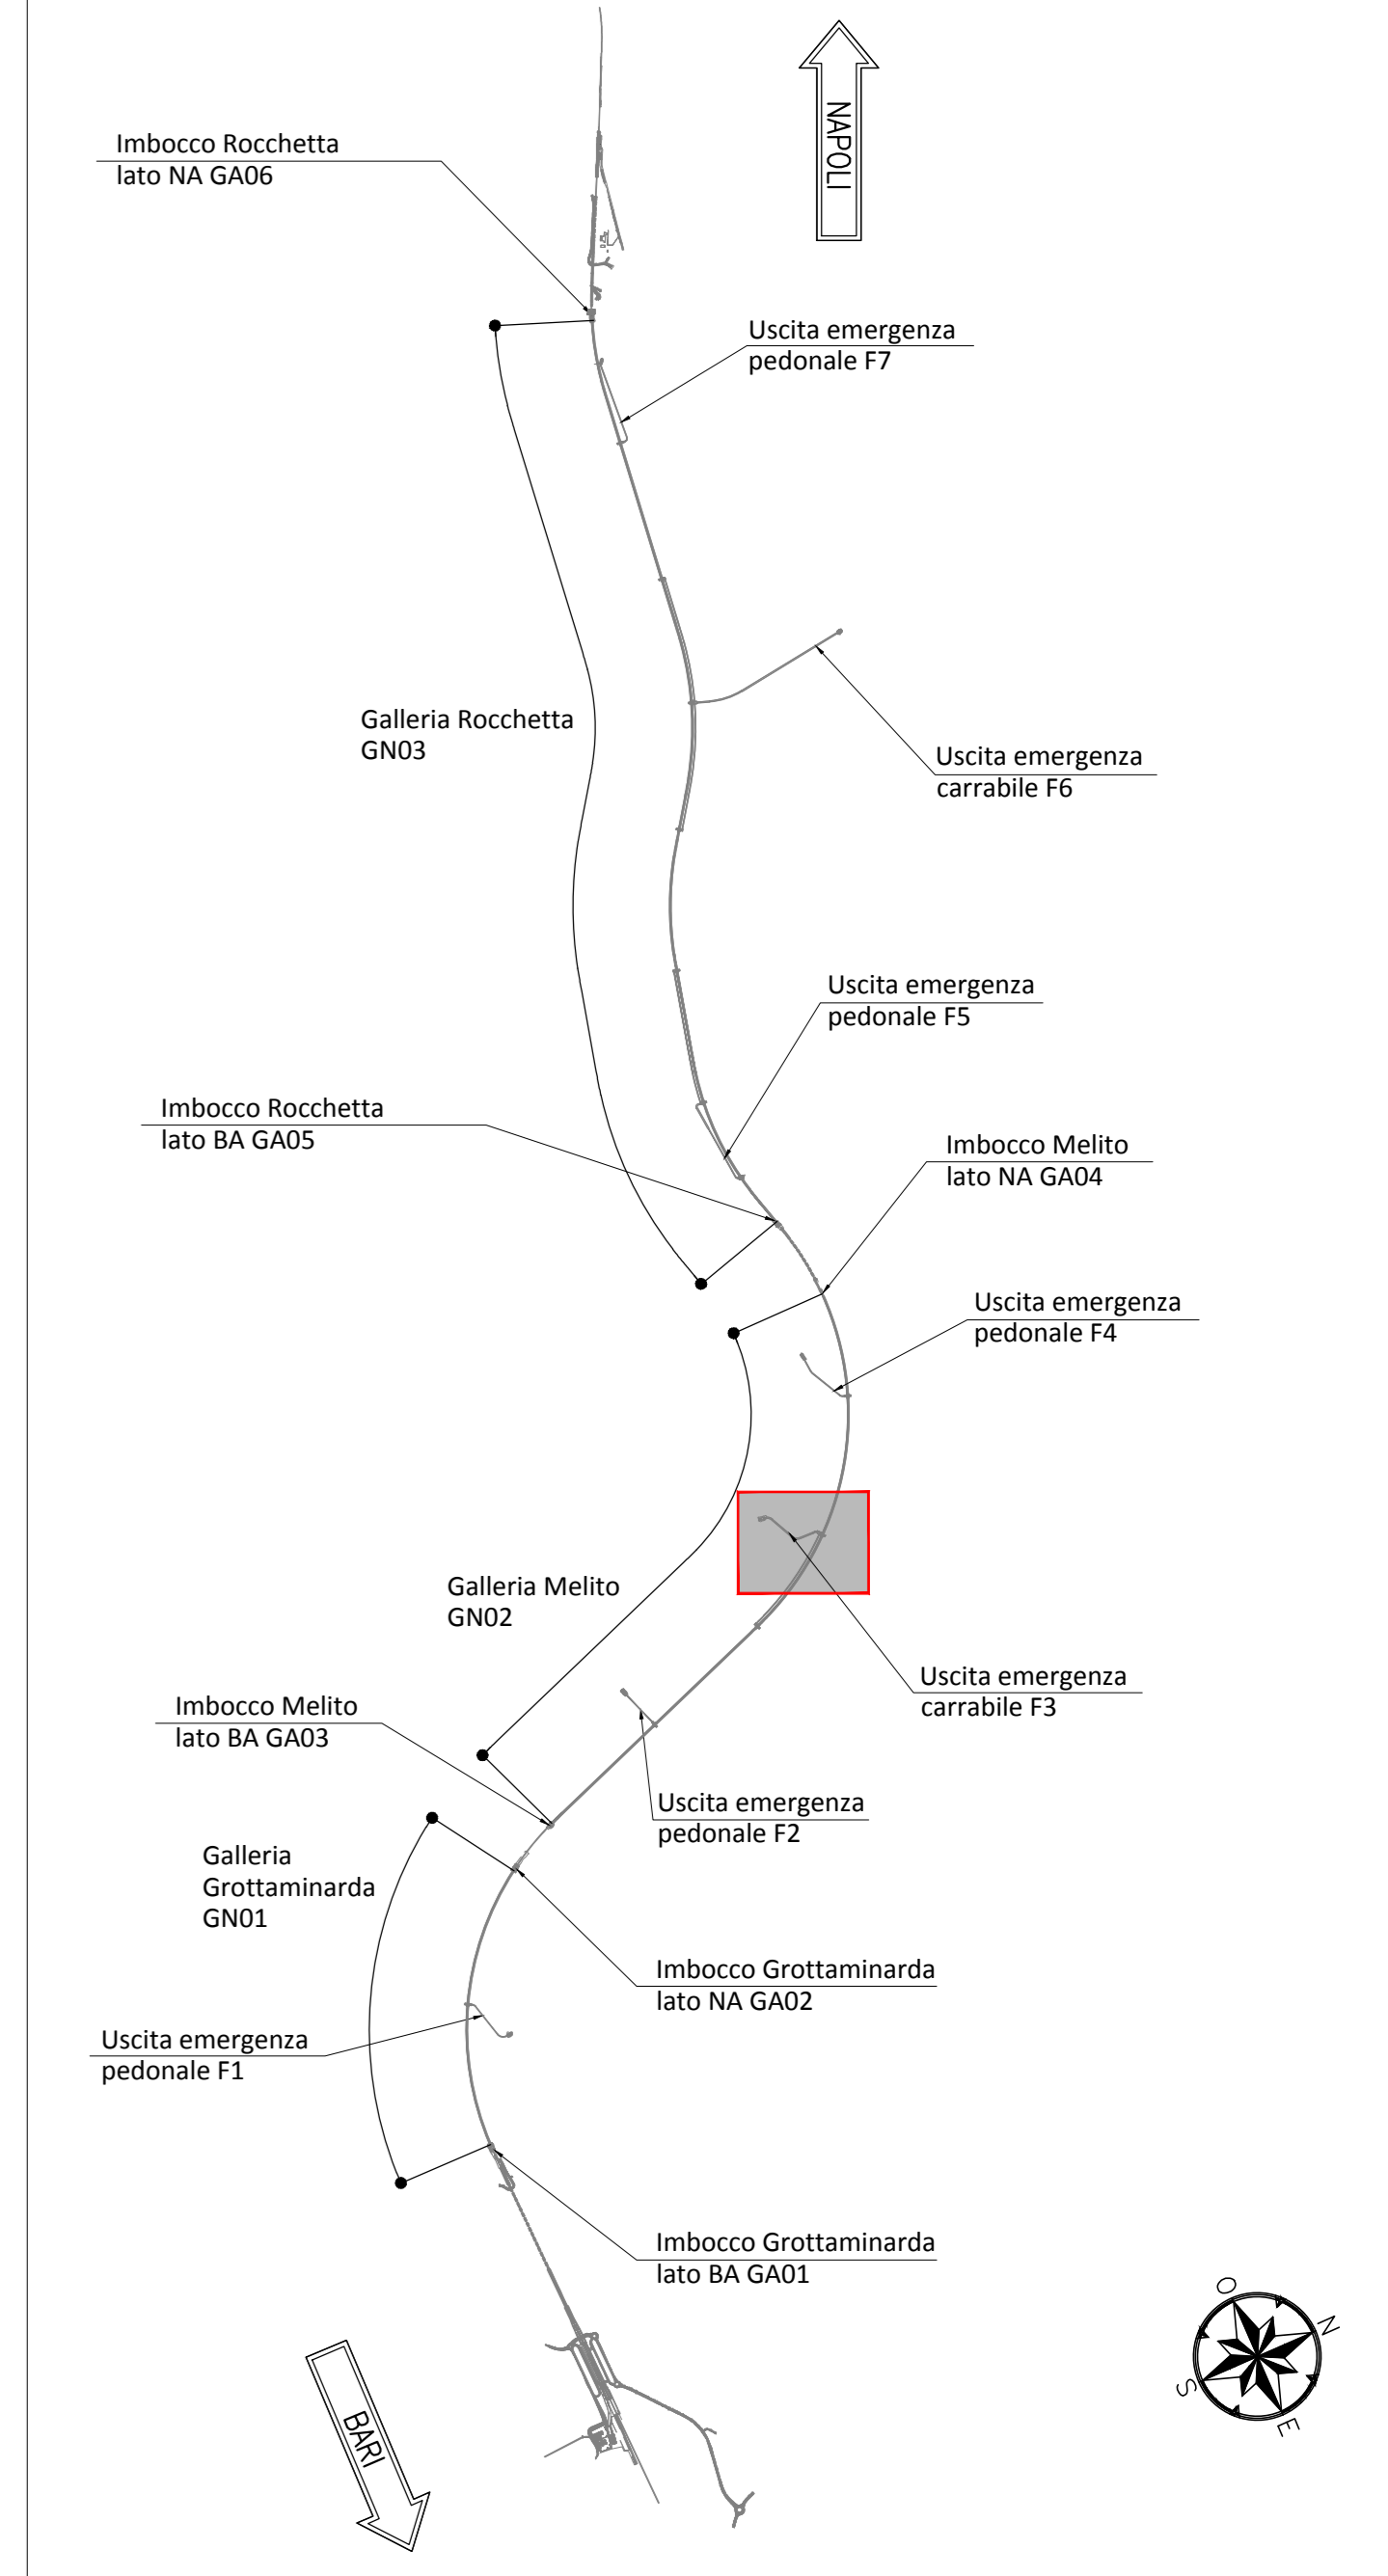 NAPOLI
Imbocco Rocchetta
lato NA GA06
Uscita emergenza
pedonale F7
Galleria Rocchetta
GN03
Uscita emergenza
carrabile F6
Uscita emergenza
pedonale F5
Imbocco Rocchetta
lato BA GA05
Imbocco Melito
lato NA GA04
Uscita emergenza
pedonale F4
Galleria Melito
GN02
Uscita emergenza
carrabile F3
Imbocco Melito
lato BA GA03
Uscita emergenza
pedonale F2
Galleria
Grottaminarda
GN01
Imbocco Grottaminarda
lato NA GA02
Uscita emergenza
pedonale F1
Imbocco Grottaminarda
lato BA GA01
BARI
O
N
S
E